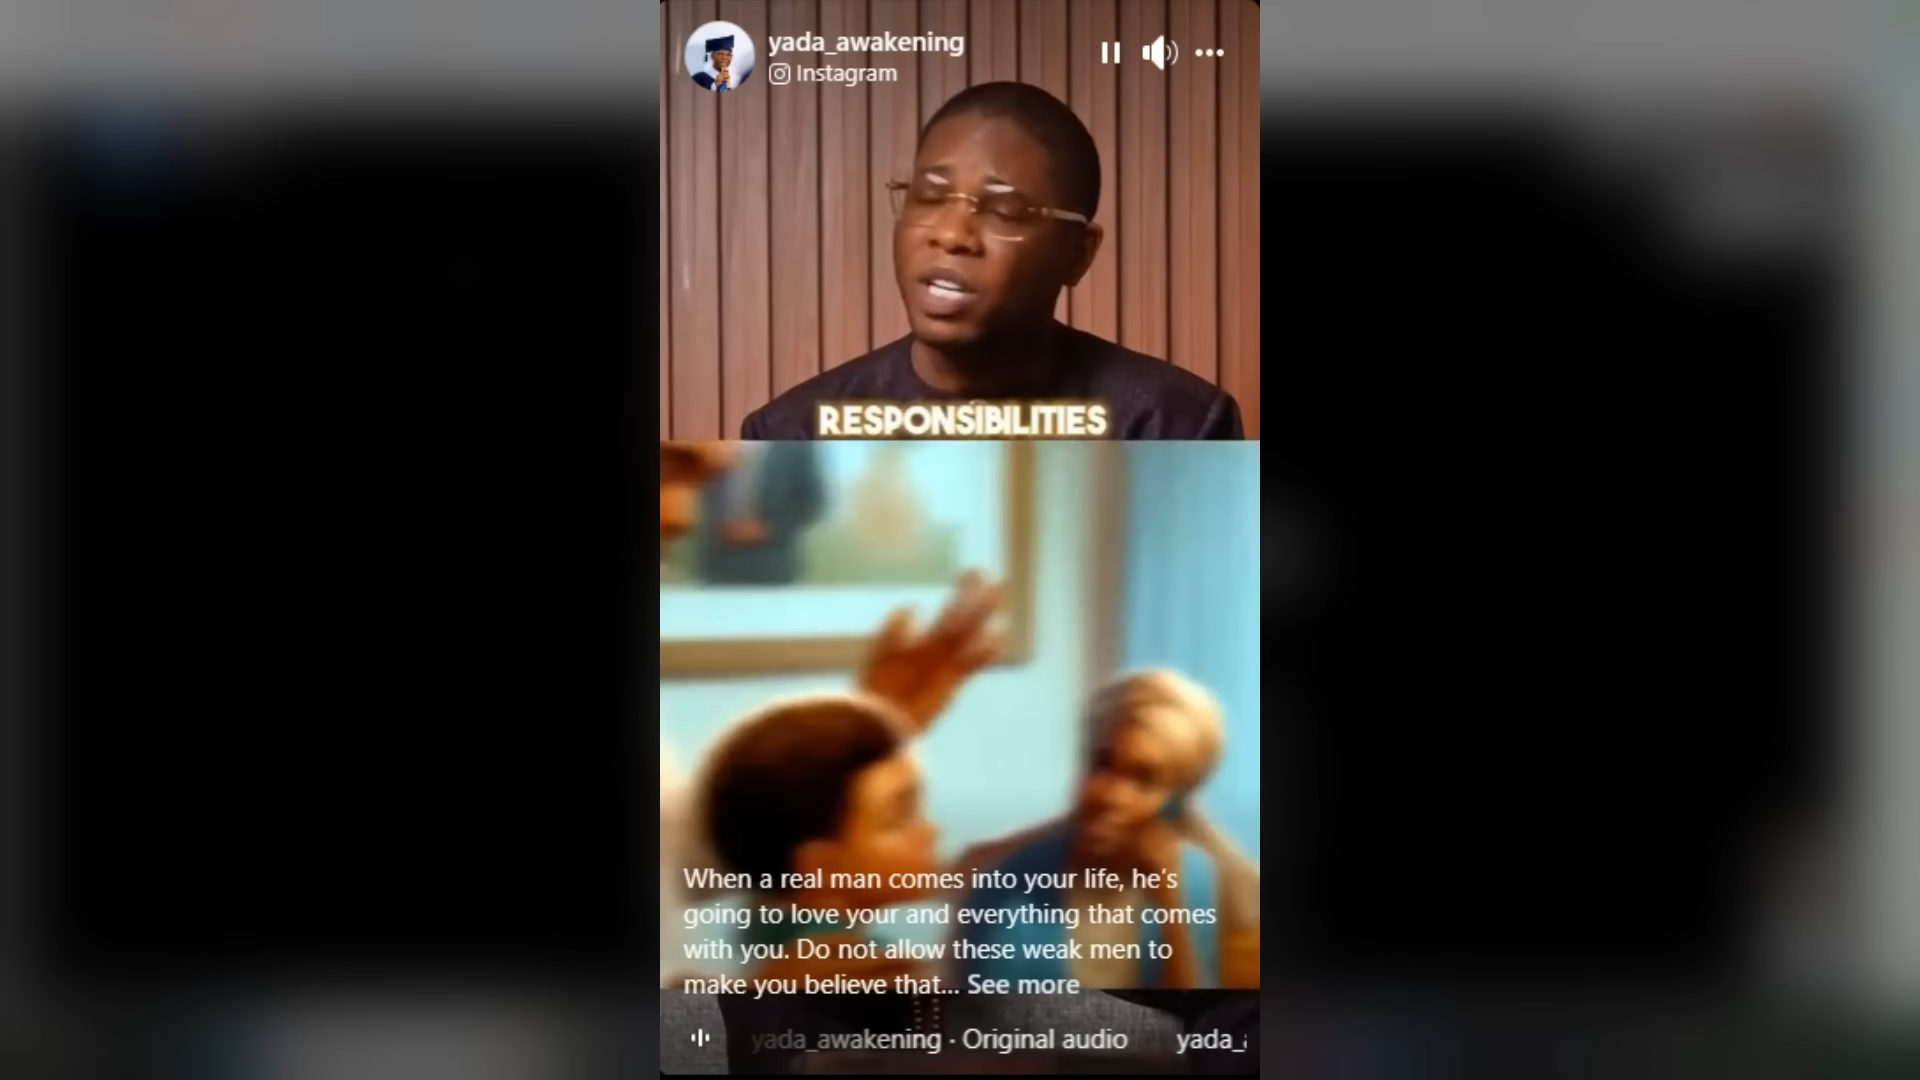 yada_awakening
Instagram
RESPONSIBILITIES
When a real man comes into your life, he's
going to love your and everything that comes
with you. Do not allow these weak men to
make you believe that... See more
yada_awakening · Original audio